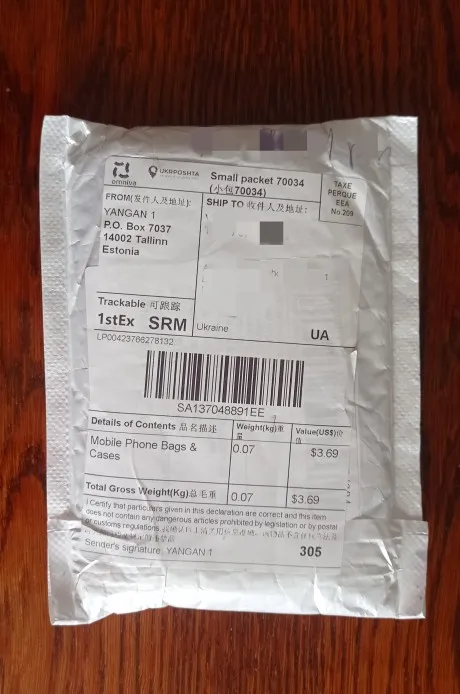 omniva
UKRPOSHTA
Small packet 70034
(小包70034)
TAXE
PERQUE
EEA
No.209
FROM(发件人及地址):
YANGAN 1
P.O. Box 7037
14002 Tallinn
Estonia
SHIP TO 收件人及地址:
Trackable 可跟踪
1stEx SRM
Ukraine
UA
LP00423766278132
SA137048891EE
Details of Contents 品名描述
Weight(kg)重量
Value(US$)价值
Mobile Phone Bags & Cases
0.07
$3.69
Total Gross Weight(Kg)总毛重
0.07
$3.69
I Certify that particulars given in this declaration are correct and this item
does not contain any dangerous articles prohibited by legislation or by postal
or customs regulations
Sender's signature: YANGAN 1
305